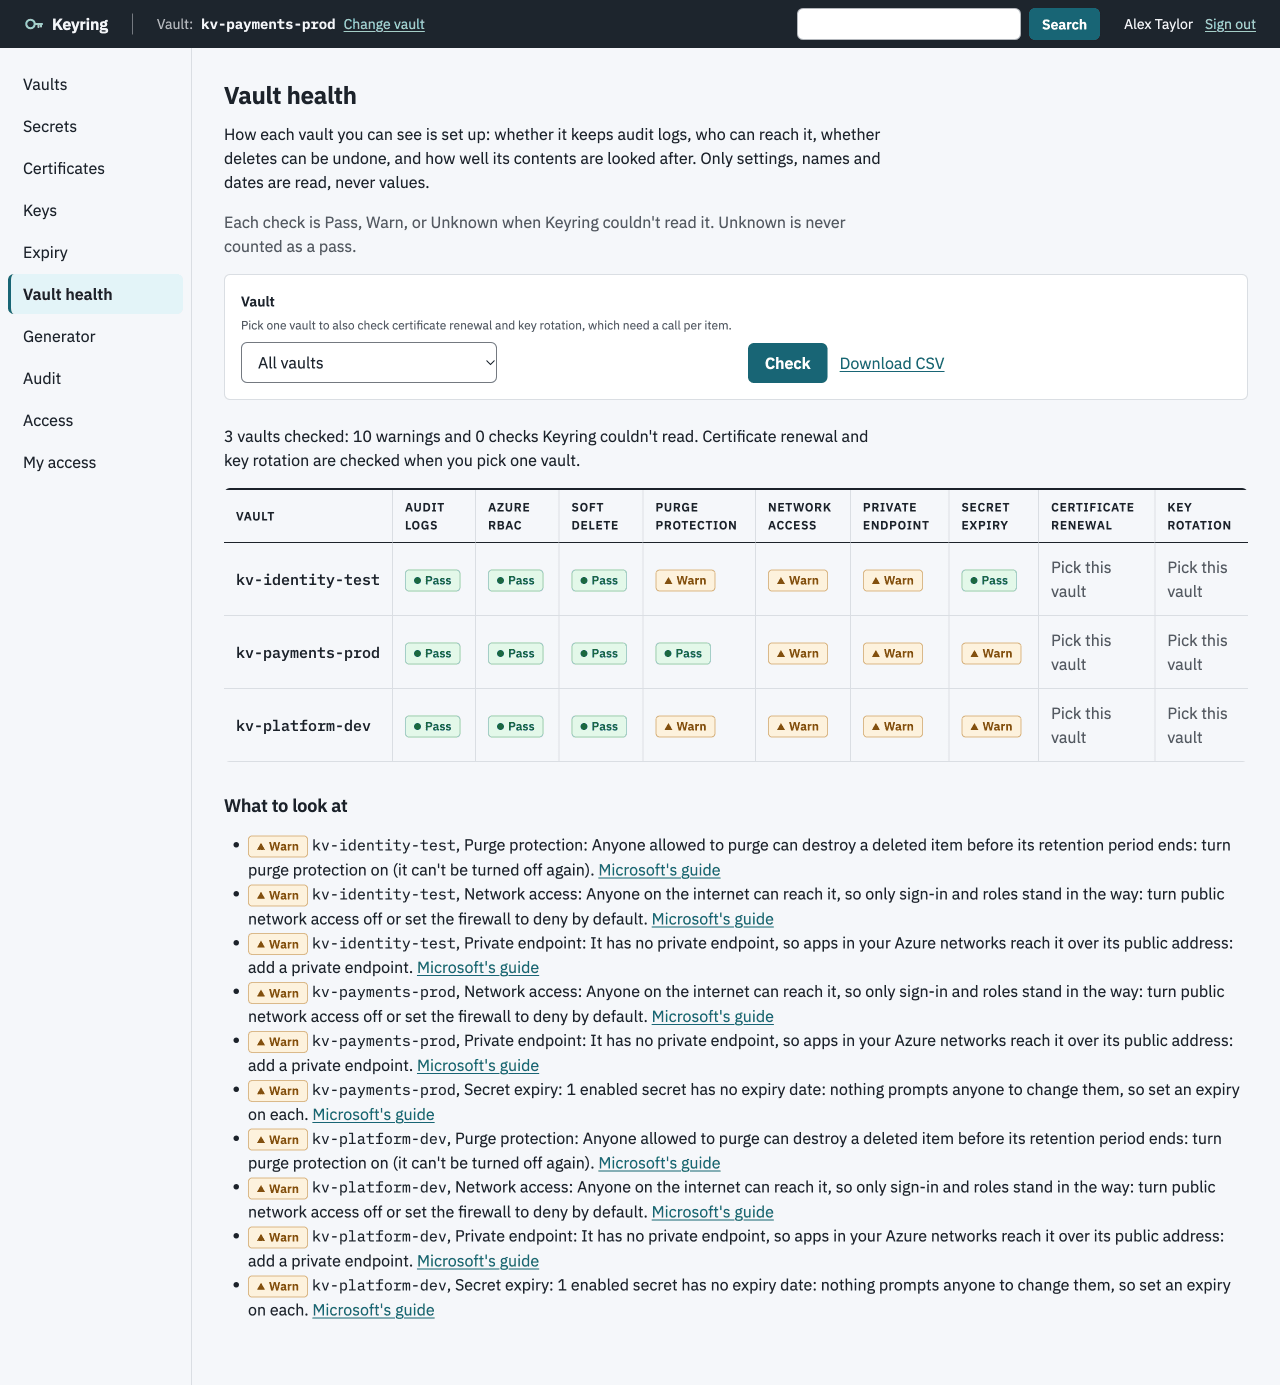 Keyring
Vault: kv-payments-prod Change vault
Search
Alex Taylor Sign out
Vaults
Secrets
Certificates
Keys
Expiry
Vault health
Generator
Audit
Access
My access
Vault health
How each vault you can see is set up: whether it keeps audit logs, who can reach it, whether
deletes can be undone, and how well its contents are looked after. Only settings, names and
dates are read, never values.
Each check is Pass, Warn, or Unknown when Keyring couldn't read it. Unknown is never
counted as a pass.
Vault
Pick one vault to also check certificate renewal and key rotation, which need a call per item.
All vaults
Check
Download CSV
3 vaults checked: 10 warnings and 0 checks Keyring couldn't read. Certificate renewal and
key rotation are checked when you pick one vault.
VAULT
AUDIT LOGS
AZURE RBAC
SOFT DELETE
PURGE PROTECTION
NETWORK ACCESS
PRIVATE ENDPOINT
SECRET EXPIRY
CERTIFICATE RENEWAL
KEY ROTATION
kv-identity-test Pass Pass Pass Warn Warn Warn Pass Pick this vault Pick this vault
kv-payments-prod Pass Pass Pass Pass Warn Warn Warn Pick this vault Pick this vault
kv-platform-dev Pass Pass Pass Warn Warn Warn Warn Pick this vault Pick this vault
What to look at
Warn kv-identity-test, Purge protection: Anyone allowed to purge can destroy a deleted item before its retention period ends: turn
purge protection on (it can't be turned off again). Microsoft's guide
Warn kv-identity-test, Network access: Anyone on the internet can reach it, so only sign-in and roles stand in the way: turn public
network access off or set the firewall to deny by default. Microsoft's guide
Warn kv-identity-test, Private endpoint: It has no private endpoint, so apps in your Azure networks reach it over its public address:
add a private endpoint. Microsoft's guide
Warn kv-payments-prod, Network access: Anyone on the internet can reach it, so only sign-in and roles stand in the way: turn public
network access off or set the firewall to deny by default. Microsoft's guide
Warn kv-payments-prod, Private endpoint: It has no private endpoint, so apps in your Azure networks reach it over its public address:
add a private endpoint. Microsoft's guide
Warn kv-payments-prod, Secret expiry: 1 enabled secret has no expiry date: nothing prompts anyone to change them, so set an expiry
on each. Microsoft's guide
Warn kv-platform-dev, Purge protection: Anyone allowed to purge can destroy a deleted item before its retention period ends: turn
purge protection on (it can't be turned off again). Microsoft's guide
Warn kv-platform-dev, Network access: Anyone on the internet can reach it, so only sign-in and roles stand in the way: turn public
network access off or set the firewall to deny by default. Microsoft's guide
Warn kv-platform-dev, Private endpoint: It has no private endpoint, so apps in your Azure networks reach it over its public address:
add a private endpoint. Microsoft's guide
Warn kv-platform-dev, Secret expiry: 1 enabled secret has no expiry date: nothing prompts anyone to change them, so set an expiry
on each. Microsoft's guide